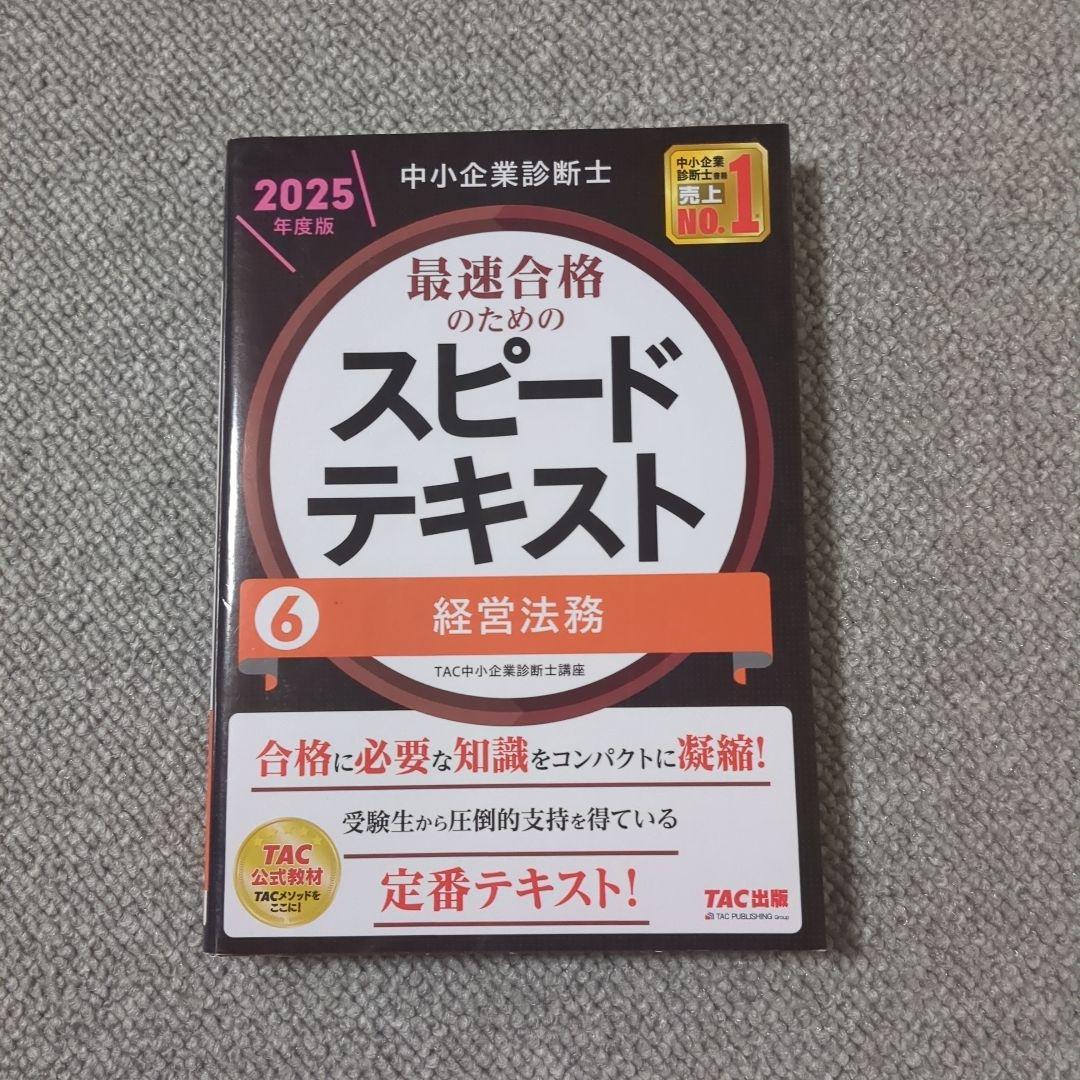 2025
年度版
中小企業診断士
中小企業
診断士書籍
売上
NO.1
最速合格
のための
スピード
テキスト
6 経営法務
TAC中小企業診断士講座
合格に必要な知識をコンパクトに凝縮!
受験生から圧倒的支持を得ている
定番テキスト!
TAC
公式教材
TACメソッドを
ここに!
TAC出版
TAC PUBLISHING Group